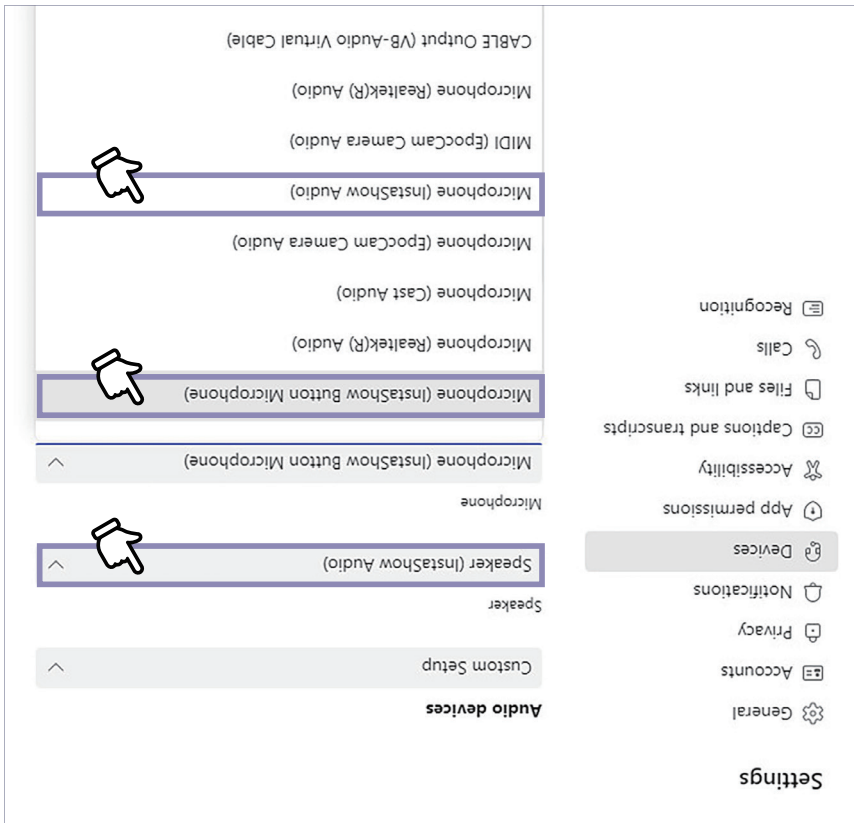 Settings
General
Accounts
Privacy
Notifications
Devices
App permissions
Accessibility
Captions and transcripts
Files and links
Calls
Recognition
Audio devices
Custom Setup
Speaker
Speaker (InstaShow Audio)
Microphone
Microphone (InstaShow Button Microphone)
Microphone (InstaShow Button Microphone)
Microphone (Realtek(R) Audio)
Microphone (Cast Audio)
Microphone (EpocCam Camera Audio)
Microphone (InstaShow Audio)
MIDI (EpocCam Camera Audio)
Microphone (Realtek(R) Audio)
CABLE Output (VB-Audio Virtual Cable)